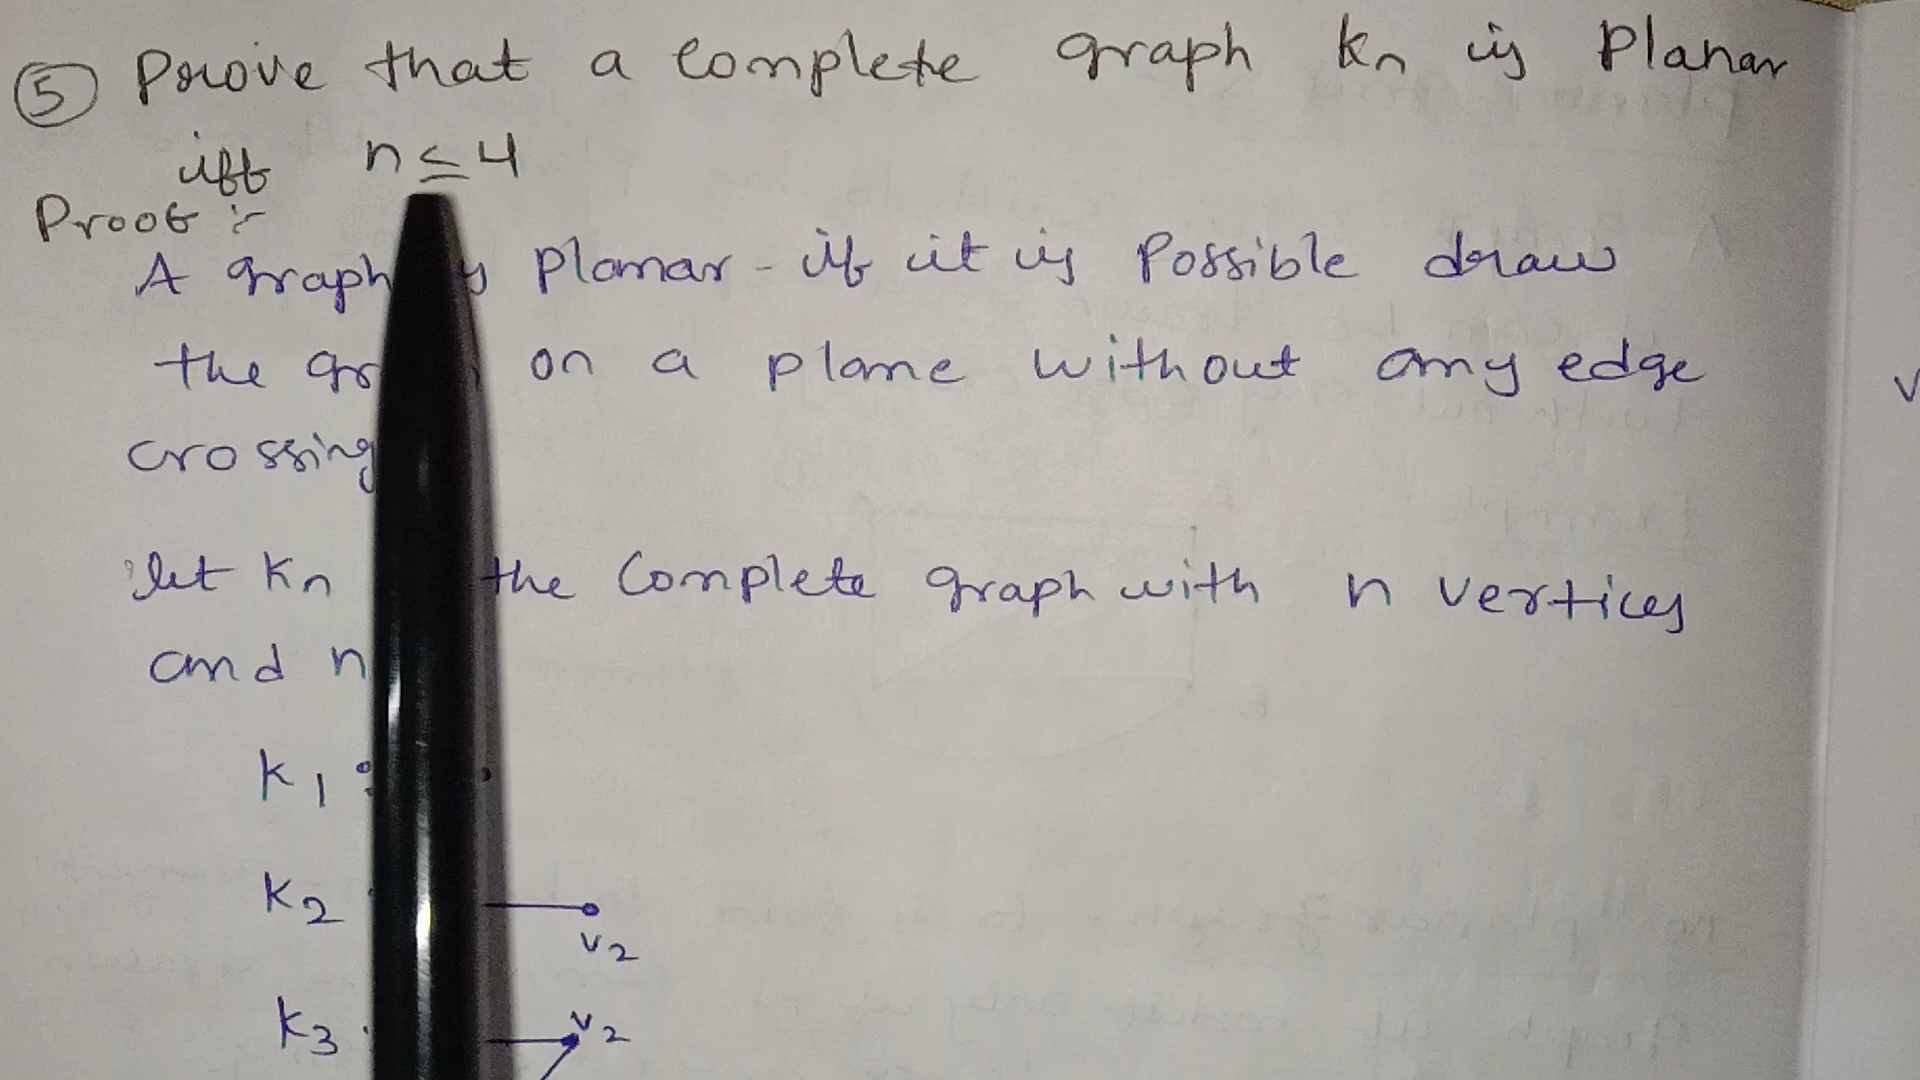 5 Prove that a complete graph kn is Planar
iff n ≤ 4
Proof :-
A graph planar - if it is Possible draw
the on a plane without any edge
crossing
let kn the Complete graph with n vertices
and n
K1 :
K2
V2
K3
V2